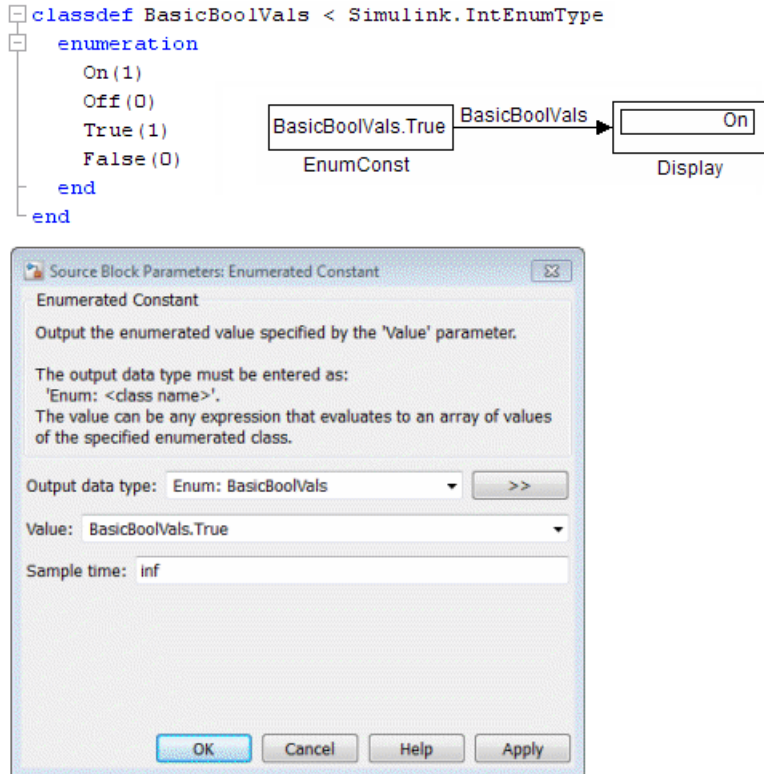 classdef BasicBoolVals < Simulink.IntEnumType
enumeration
On(1)
Off(0)
True(1)
False(0)
end
end
BasicBoolVals.True
BasicBoolVals
On
EnumConst
Display
Source Block Parameters: Enumerated Constant
Enumerated Constant
Output the enumerated value specified by the 'Value' parameter.
The output data type must be entered as:
'Enum: <class name>'.
The value can be any expression that evaluates to an array of values
of the specified enumerated class.
Output data type: Enum: BasicBoolVals >>
Value: BasicBoolVals.True
Sample time: inf
OK Cancel Help Apply